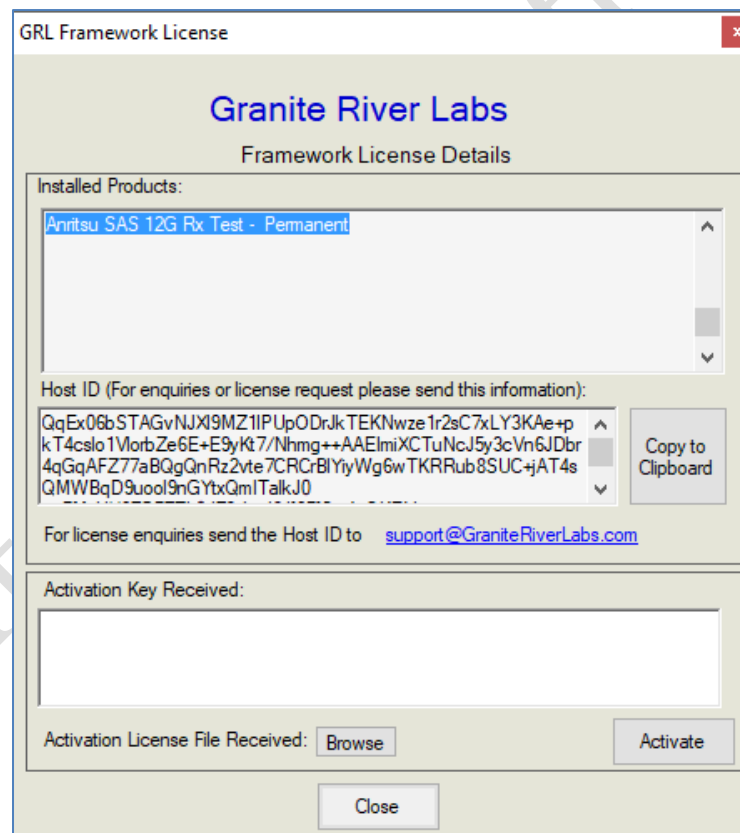 GRL Framework License
x
Granite River Labs
Framework License Details
Installed Products:
Anritsu SAS 12G Rx Test - Permanent
Host ID (For enquiries or license request please send this information):
QqEx06bSTAGvNJXI9MZ1lPUpODrJkTEKNwze1r2sC7xLY3KAe+p
kT4cslo1VlorbZe6E+E9yKt7/Nhmg++AAElmiXCTuNcJ5y3cVn6JDbr
4qGqAFZ77aBQgQnRz2vte7CRCrBlYiyWg6wTKRRub8SUC+jAT4s
QMWBqD9uool9nGYtxQmITalkJ0
Copy to
Clipboard
For license enquiries send the Host ID to support@GraniteRiverLabs.com
Activation Key Received:
Activation License File Received: Browse
Activate
Close